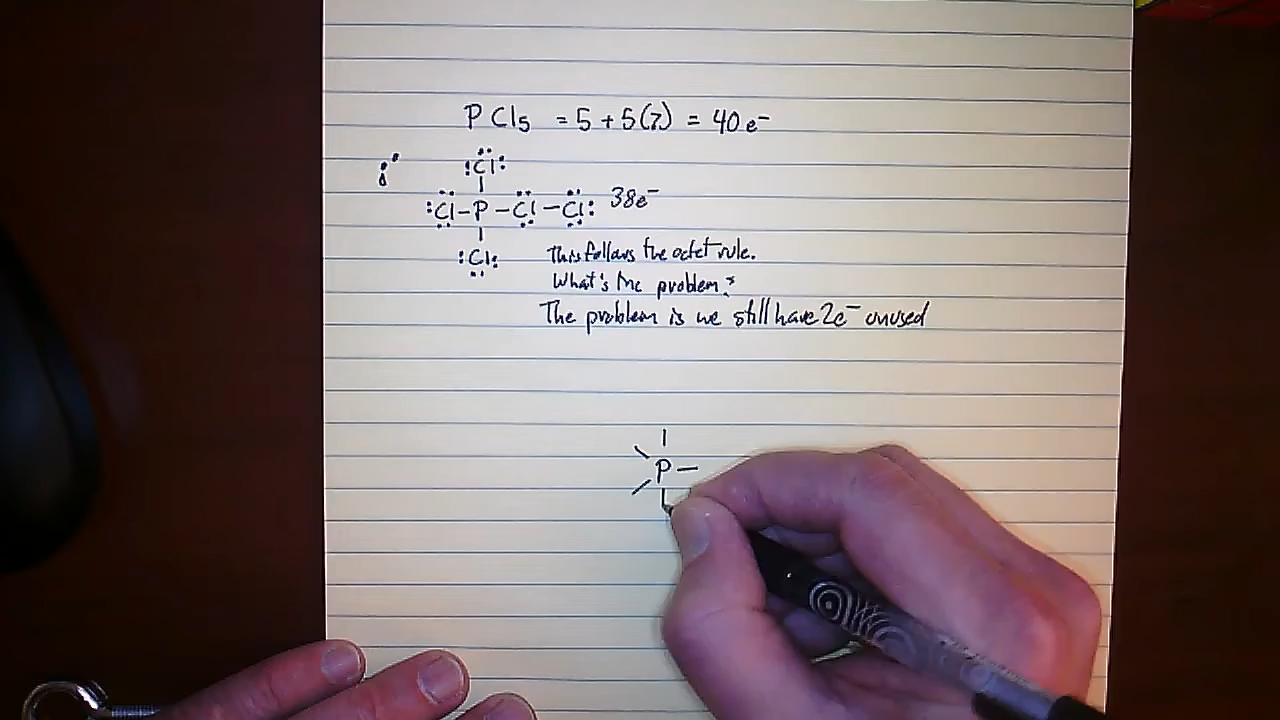 PCl5 = 5 + 5(7) = 40 e-
:Cl:
:Cl-P-Cl-Cl: 38e-
:Cl: This follows the octet rule.
What's the problem?
The problem is we still have 2e- unused
P